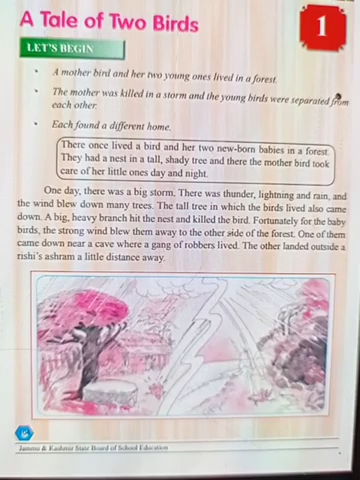 A Tale of Two Birds
1
LET'S BEGIN
• A mother bird and her two young ones lived in a forest.
• The mother was killed in a storm and the young birds were separated from
each other.
• Each found a different home.
There once lived a bird and her two new-born babies in a forest.
They had a nest in a tall, shady tree and there the mother bird took
care of her little ones day and night.
One day, there was a big storm. There was thunder, lightning and rain, and
the wind blew down many trees. The tall tree in which the birds lived also came
down. A big, heavy branch hit the nest and killed the bird. Fortunately for the baby
birds, the strong wind blew them away to the other side of the forest. One of them
came down near a cave where a gang of robbers lived. The other landed outside a
rishi's ashram a little distance away.
Jammu & Kashmir State Board of School Education